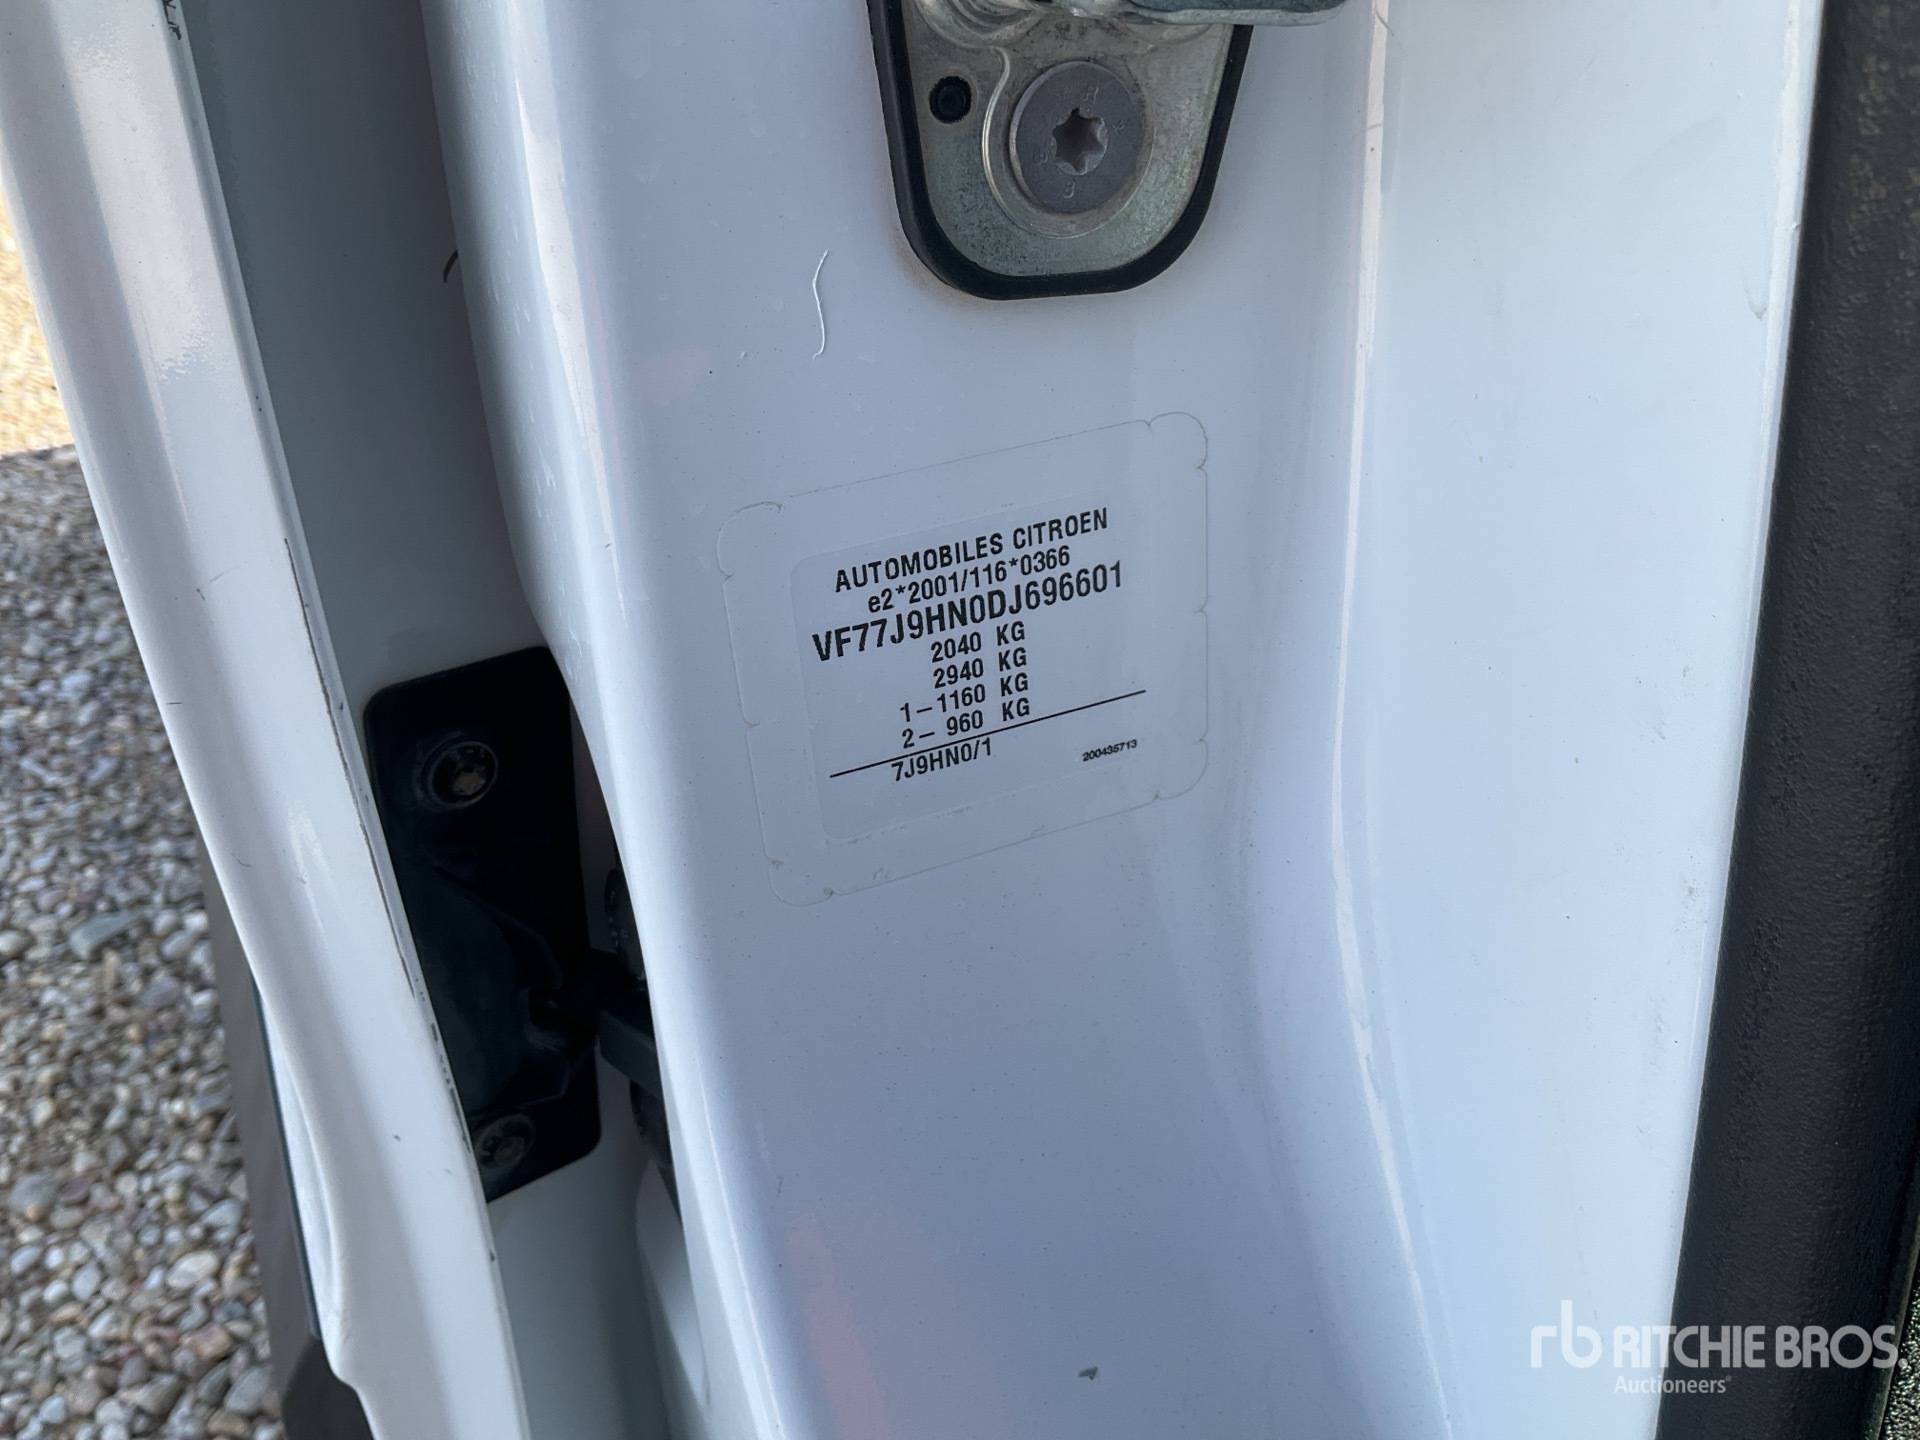 AUTOMOBILES CITROEN
e2*2001/116*0366
VF77J9HN0DJ696601
2040 KG
2940 KG
1-1160 KG
2- 960 KG
7J9HN0/1 200435713
rb RITCHIE BROS.
Auctioneers®